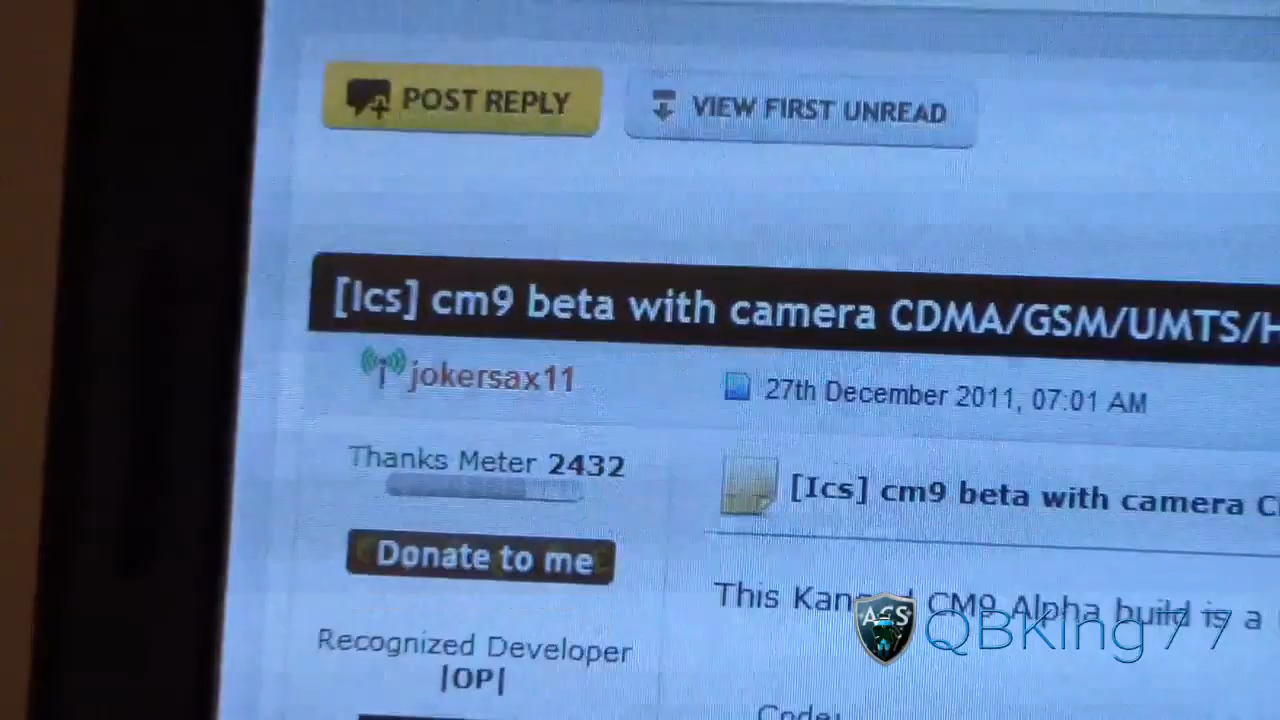 POST REPLY
VIEW FIRST UNREAD
[Ics] cm9 beta with camera CDMA/GSM/UMTS/H
jokersax11
27th December 2011, 07:01 AM
Thanks Meter 2432
[Ics] cm9 beta with camera C
Donate to me
This CM9 Alpha build is a
ACS QBKing77
Recognized Developer
|OP|
Code: